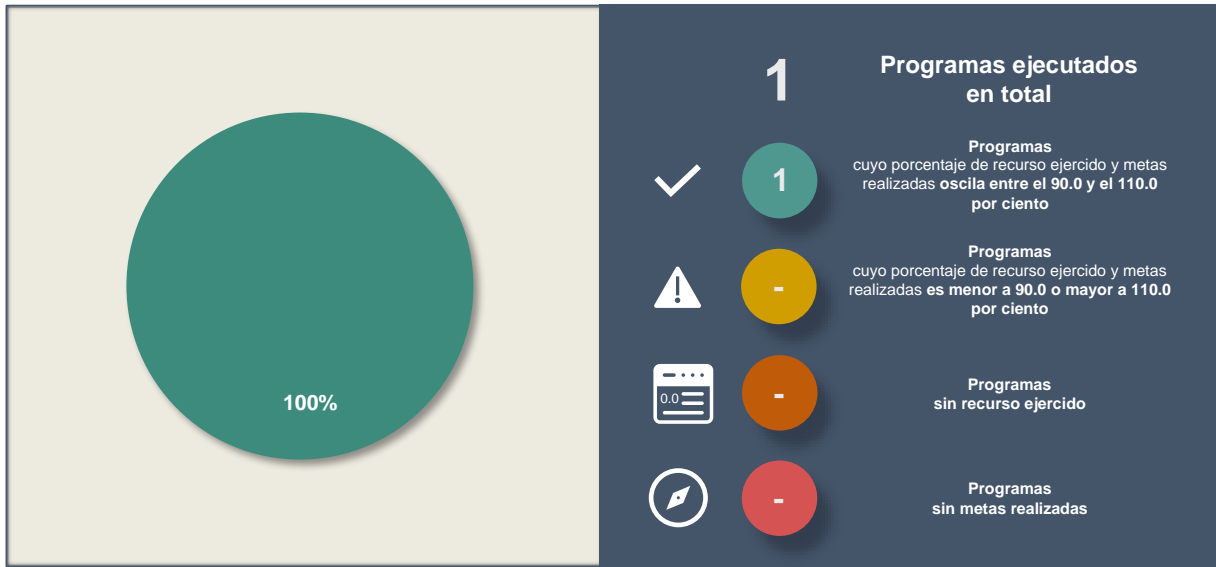 100%
1
Programas ejecutados
en total
1
Programas
cuyo porcentaje de recurso ejercido y metas
realizadas oscila entre el 90.0 y el 110.0
por ciento
-
Programas
cuyo porcentaje de recurso ejercido y metas
realizadas es menor a 90.0 o mayor a 110.0
por ciento
0.0
-
Programas
sin recurso ejercido
-
Programas
sin metas realizadas